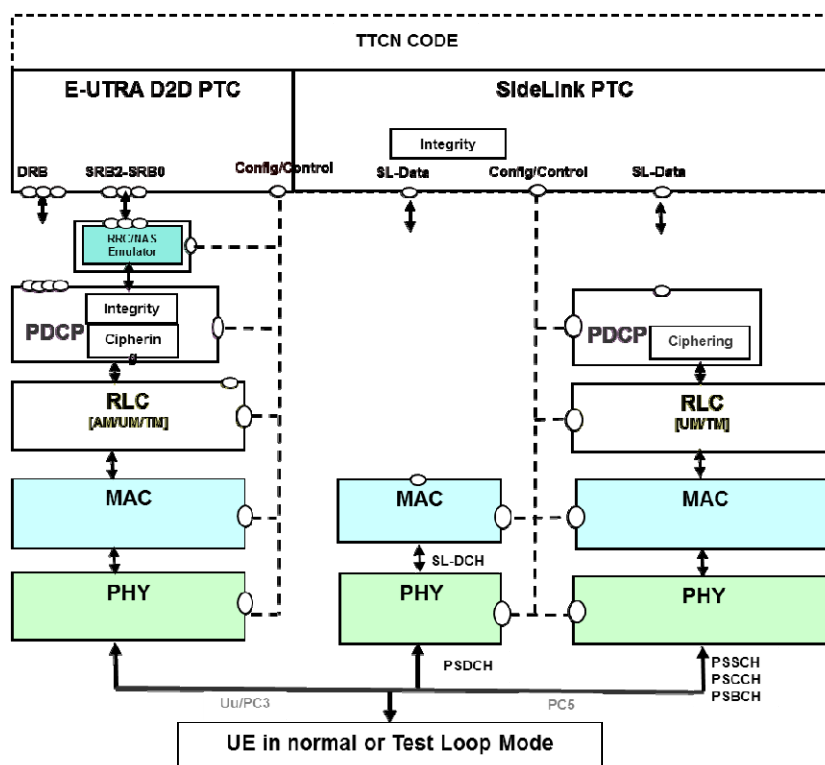 TTCN CODE
E-UTRA D2D PTC
SideLink PTC
Integrity
DRB
SRB2-SRB0
Config/Control
SL-Data
Config/Control
SL-Data
RRC/NAS
Emulator
PDCP
Integrity
Cipherin
g
PDCP
Ciphering
RLC
[AM/UM/TM]
RLC
[UM/TM]
MAC
MAC
MAC
SL-DCH
PHY
PHY
PHY
PSDCH
PSSCH
PSCCH
PSBCH
Uu/PC3
PC5
UE in normal or Test Loop Mode